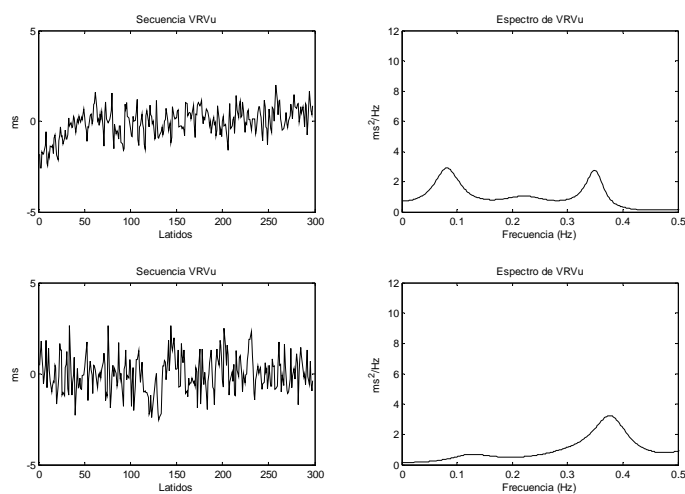 Secuencia VRVu
5
0
-5
ms
0 50 100 150 200 250 300
Latidos
Espectro de VRVu
12
10
8
6
4
2
0
ms2/Hz
0 0.1 0.2 0.3 0.4 0.5
Frecuencia (Hz)
Secuencia VRVu
5
0
-5
ms
0 50 100 150 200 250 300
Latidos
Espectro de VRVu
12
10
8
6
4
2
0
ms2/Hz
0 0.1 0.2 0.3 0.4 0.5
Frecuencia (Hz)